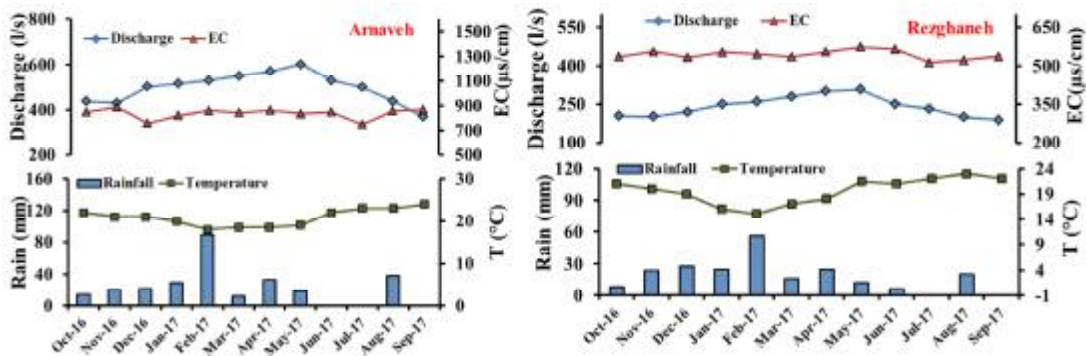 Arnaveh
Discharge EC
Discharge (l/s)
800
600
400
200
EC(µs/cm)
1500
1300
1100
900
700
500
Rainfall Temperature
Rain (mm)
160
120
80
40
0
T (°C)
30
20
10
0
Oct-16
Nov-16
Dec-16
Jan-17
Feb-17
Mar-17
Apr-17
May-17
Jun-17
Jul-17
Aug-17
Sep-17
Rezghaneh
Discharge EC
Discharge (l/s)
550
400
250
100
EC(µs/cm)
650
500
350
200
Rainfall Temperature
Rain (mm)
120
90
60
30
0
T (°C)
24
19
14
9
4
-1
Oct-16
Nov-16
Dec-16
Jan-17
Feb-17
Mar-17
Apr-17
May-17
Jun-17
Jul-17
Aug-17
Sep-17